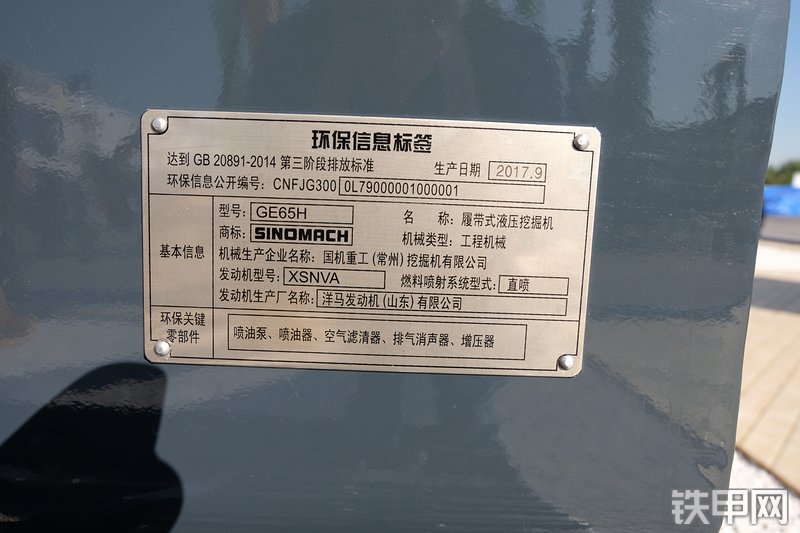 环保信息标签
达到 GB 20891-2014 第三阶段排放标准 生产日期 2017.9
环保信息公开编号: CNFJG300 0L79000001000001
基本信息
型号: GE65H 名 称: 履带式液压挖掘机
商标: SINOMACH 机械类型: 工程机械
机械生产企业名称: 国机重工(常州)挖掘机有限公司
发动机型号: XSNVA 燃料喷射系统型式: 直喷
发动机生产厂名称: 洋马发动机(山东)有限公司
环保关键
零部件
喷油泵、喷油器、空气滤清器、排气消声器、增压器
铁甲网